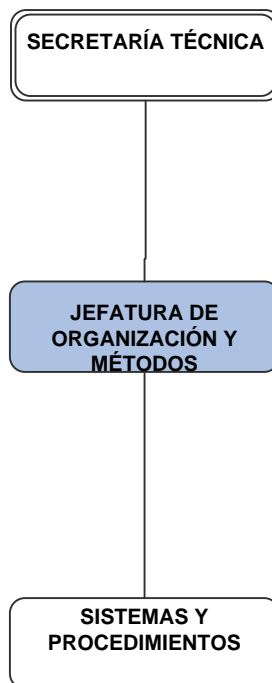 SECRETARÍA TÉCNICA
JEFATURA DE
ORGANIZACIÓN Y
MÉTODOS
SISTEMAS Y
PROCEDIMIENTOS